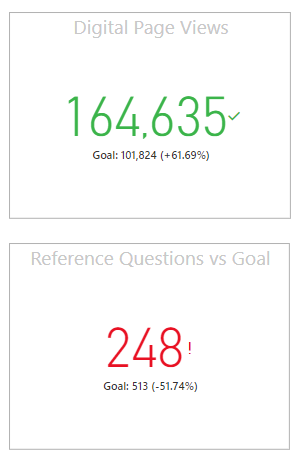 Digital Page Views
164,635
Goal: 101,824 (+61.69%)
Reference Questions vs Goal
248!
Goal: 513 (-51.74%)